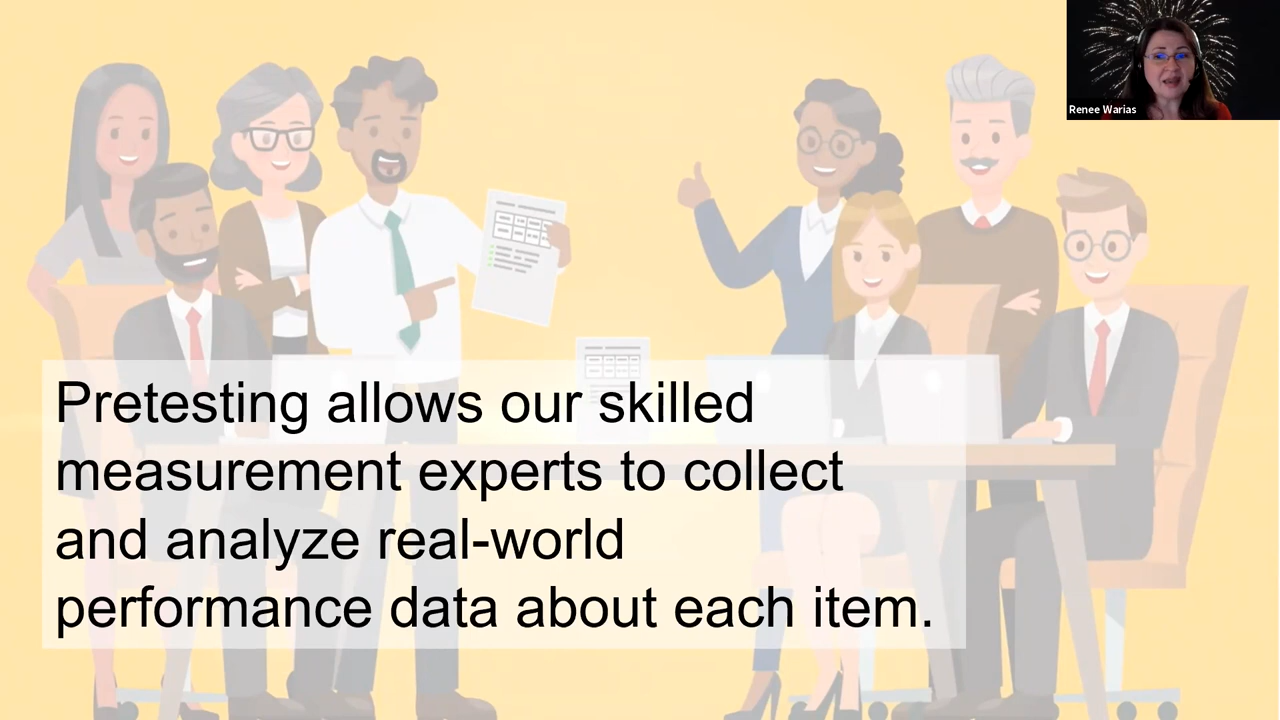 Renee Warias
Pretesting allows our skilled
measurement experts to collect
and analyze real-world
performance data about each item.